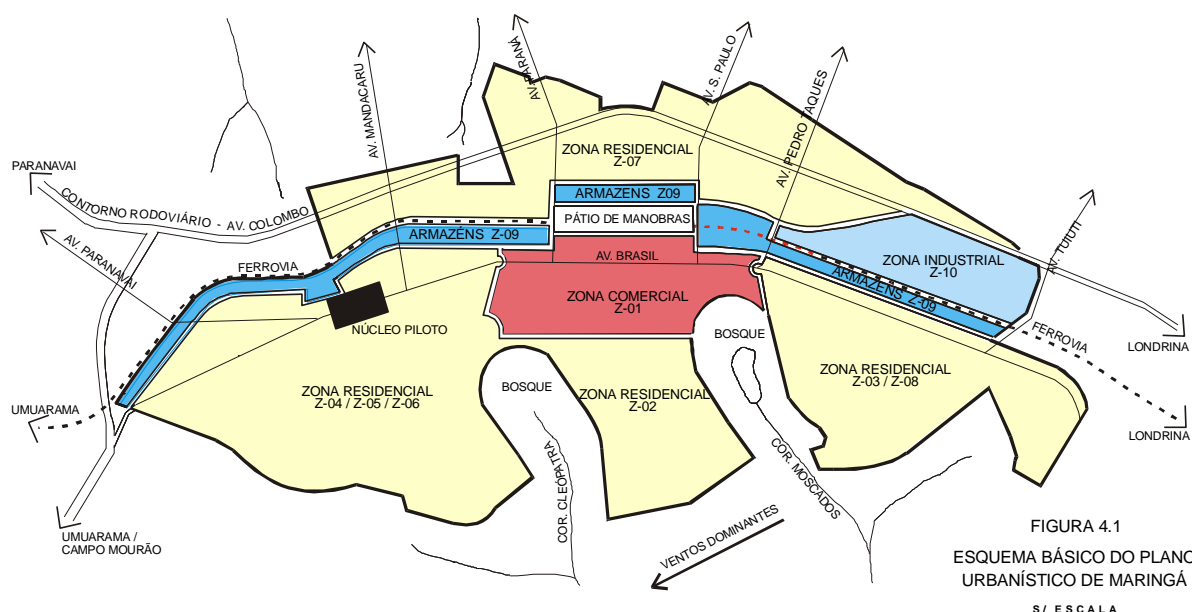 AV. PARANÁ
AV. S. PAULO
AV. MANDACARU
AV. PEDRO TAQUES
PARANAVAI
CONTORNO RODOVIÁRIO - AV. COLOMBO
ZONA RESIDENCIAL
Z-07
ARMAZENS Z09
PÁTIO DE MANOBRAS
ARMAZÉNS Z-09
AV. PARANAVAI
FERROVIA
AV. BRASIL
ZONA INDUSTRIAL
Z-10
AV. TUIUTI
ARMAZENS Z-09
ZONA COMERCIAL
Z-01
NÚCLEO PILOTO
BOSQUE
FERROVIA
LONDRINA
ZONA RESIDENCIAL
Z-03 / Z-08
ZONA RESIDENCIAL
Z-04 / Z-05 / Z-06
BOSQUE
ZONA RESIDENCIAL
Z-02
UMUARAMA
LONDRINA
COR. CLEÓPATRA
COR. MOSCADOS
VENTOS DOMINANTES
UMUARAMA /
CAMPO MOURÃO
FIGURA 4.1
ESQUEMA BÁSICO DO PLANO
URBANÍSTICO DE MARINGÁ
S/ ESCALA